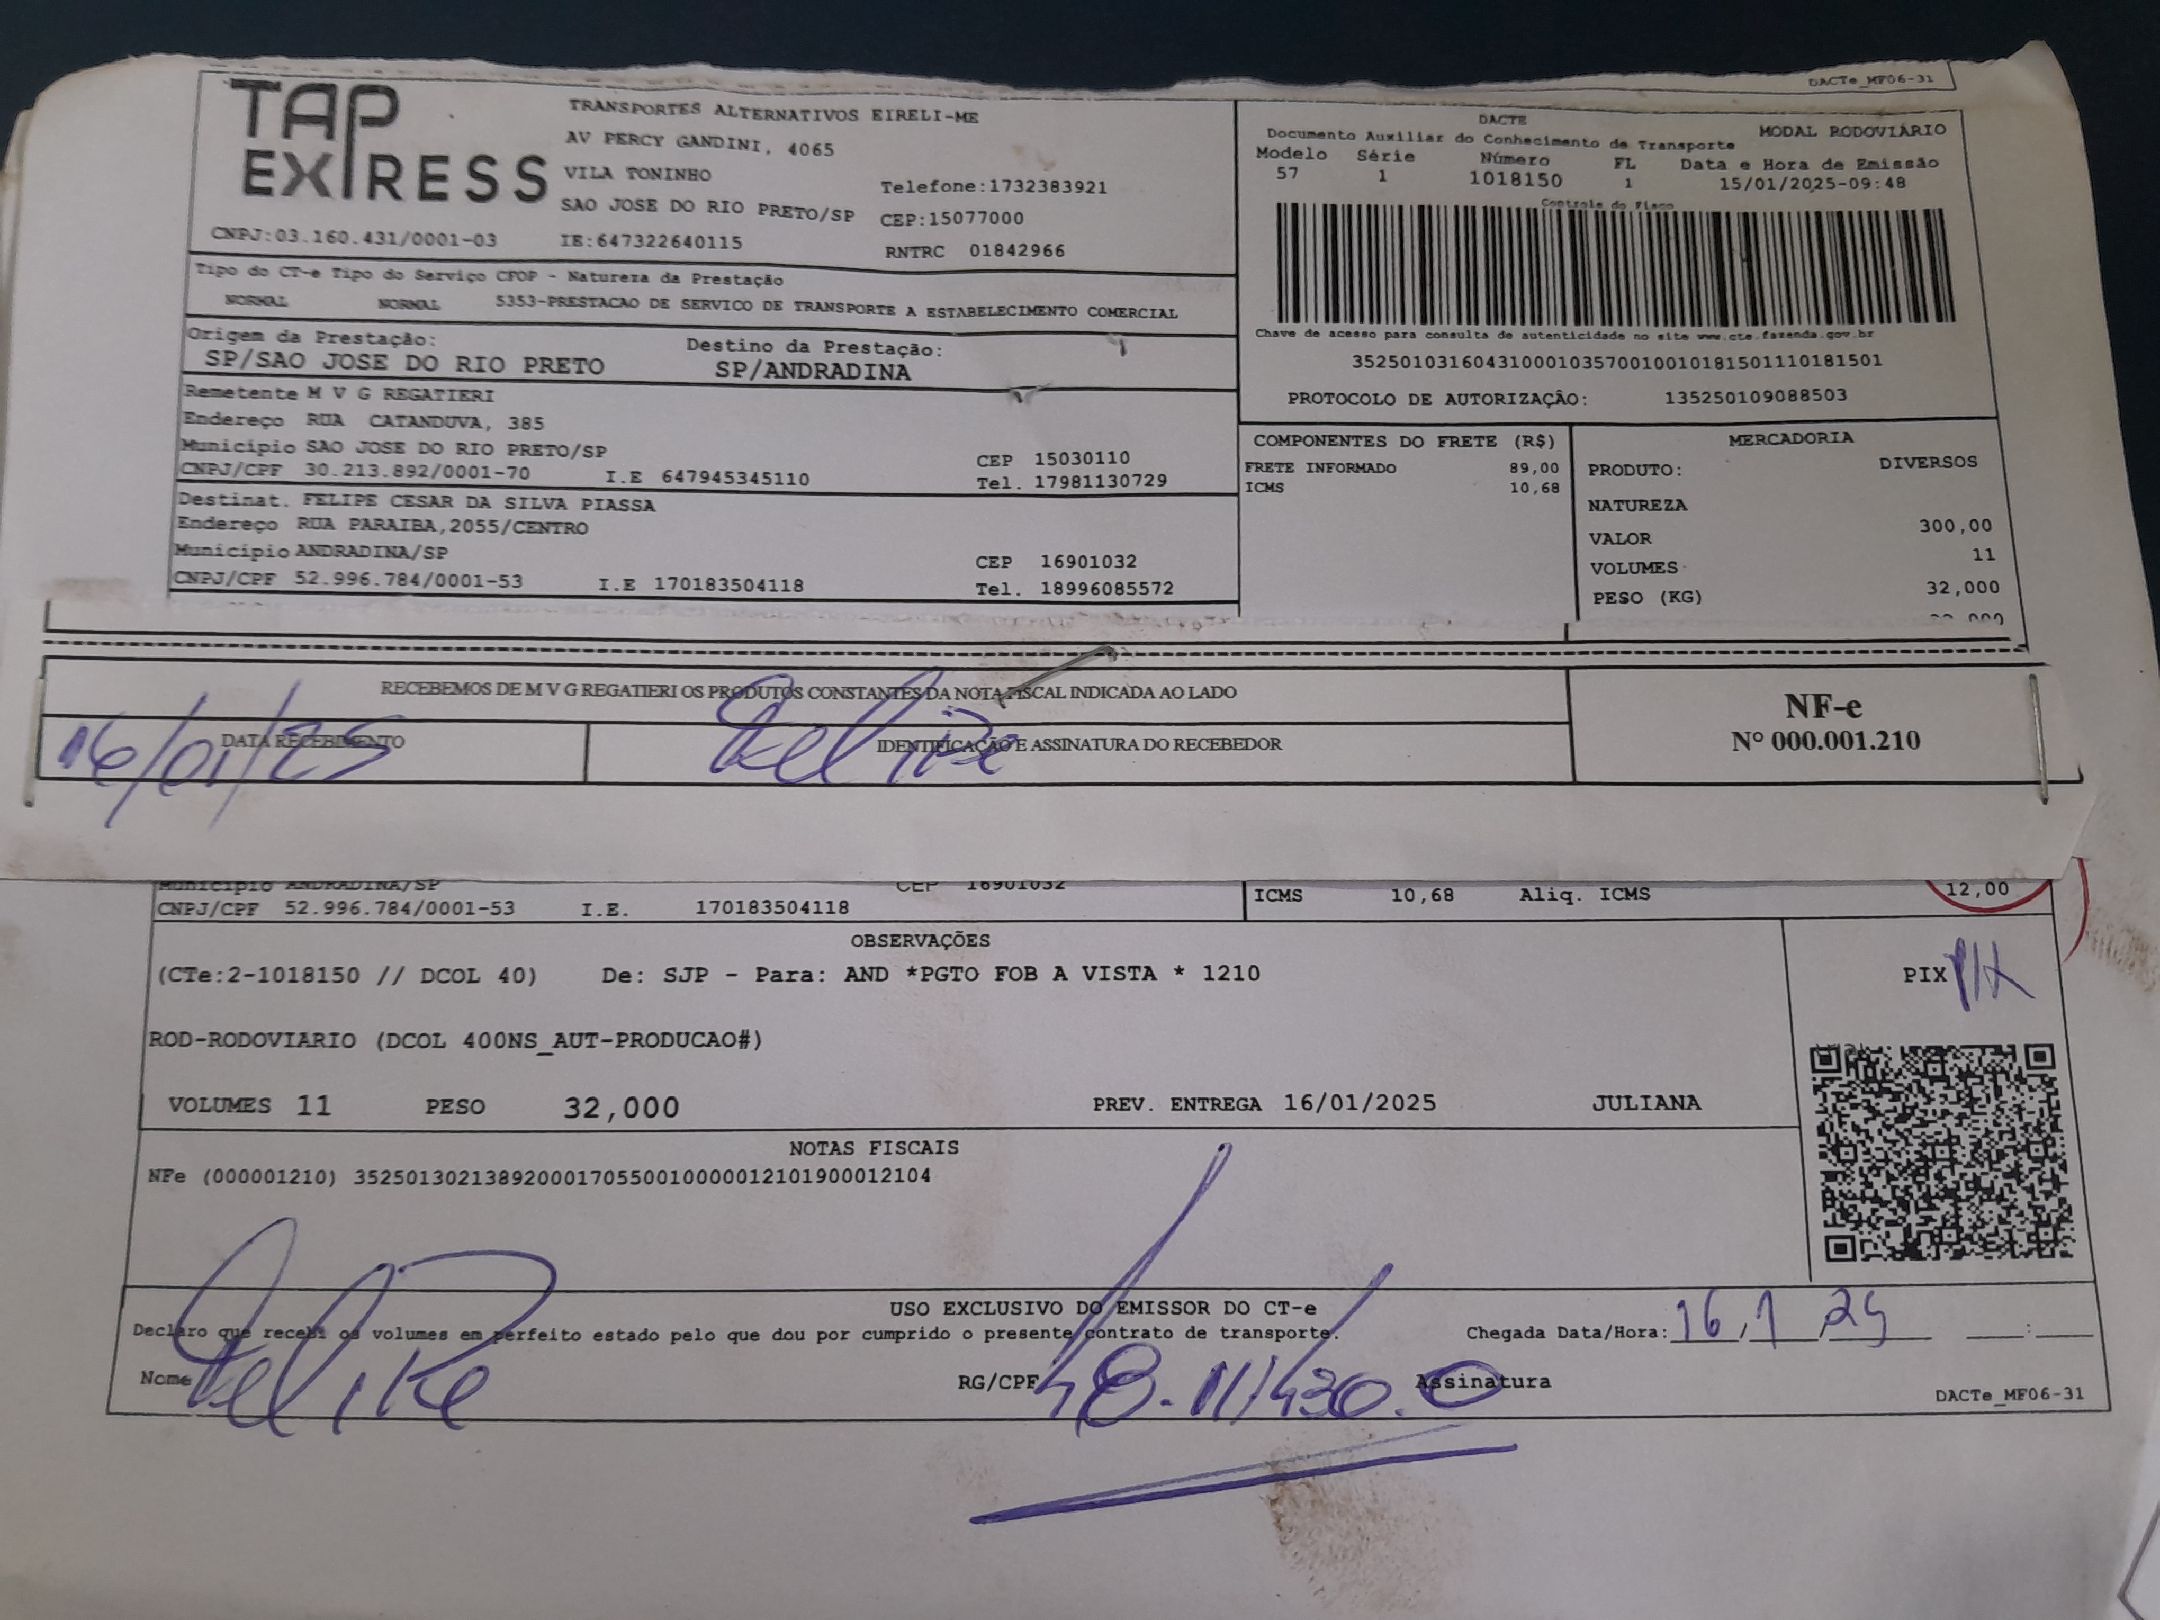 DACTe_MF06-31
TAP EXPRESS
TRANSPORTES ALTERNATIVOS EIRELI-ME
AV PERCY GANDINI, 4065
VILA TONINHO
Telefone:1732383921
SAO JOSE DO RIO PRETO/SP CEP:15077000
CNPJ:03.160.431/0001-03 IE:647322640115 RNTRC 01842966
DACTE
Documento Auxiliar do Conhecimento de Transporte MODAL RODOVIÁRIO
Modelo Série Número FL Data e Hora de Emissão
57 1 1018150 1 15/01/2025-09:48
Controle do Fisco
Chave de acesso para consulta de autenticidade no site www.cte.fazenda.gov.br
35250103160431000103570010010181501110181501
PROTOCOLO DE AUTORIZAÇÃO: 135250109088503
Tipo do CT-e Tipo do Serviço CFOP - Natureza da Prestação
NORMAL NORMAL 5353-PRESTACAO DE SERVICO DE TRANSPORTE A ESTABELECIMENTO COMERCIAL
Origem da Prestação: Destino da Prestação:
SP/SAO JOSE DO RIO PRETO SP/ANDRADINA
Remetente M V G REGATIERI
Endereço RUA CATANDUVA, 385
Município SAO JOSE DO RIO PRETO/SP CEP 15030110
CNPJ/CPF 30.213.892/0001-70 I.E 647945345110 Tel. 17981130729
Destinat. FELIPE CESAR DA SILVA PIASSA
Endereço RUA PARAIBA,2055/CENTRO
Município ANDRADINA/SP CEP 16901032
CNPJ/CPF 52.996.784/0001-53 I.E 170183504118 Tel. 18996085572
COMPONENTES DO FRETE (R$)
FRETE INFORMADO 89,00
ICMS 10,68
MERCADORIA
PRODUTO: DIVERSOS
NATUREZA
VALOR 300,00
VOLUMES 11
PESO (KG) 32,000
RECEBEMOS DE M V G REGATIERI OS PRODUTOS CONSTANTES DA NOTA FISCAL INDICADA AO LADO
DATA RECEBIMENTO
16/01/25
IDENTIFICAÇÃO E ASSINATURA DO RECEBEDOR
Felipe
NF-e
Nº 000.001.210
Município ANDRADINA/SP CEP 16901032
CNPJ/CPF 52.996.784/0001-53 I.E. 170183504118
ICMS 10,68 Aliq. ICMS 12,00
OBSERVAÇÕES
(CTe:2-1018150 // DCOL 40) De: SJP - Para: AND *PGTO FOB A VISTA * 1210
ROD-RODOVIARIO (DCOL 400NS_AUT-PRODUCAO#)
VOLUMES 11 PESO 32,000 PREV. ENTREGA 16/01/2025 JULIANA
PIX PIX
NOTAS FISCAIS
NFe (000001210) 35250130213892000170550010000012101900012104
USO EXCLUSIVO DO EMISSOR DO CT-e
Declaro que recebi os volumes em perfeito estado pelo que dou por cumprido o presente contrato de transporte. Chegada Data/Hora: 16/1/25 __:__
Nome Felipe RG/CPF Assinatura
DACTe_MF06-31